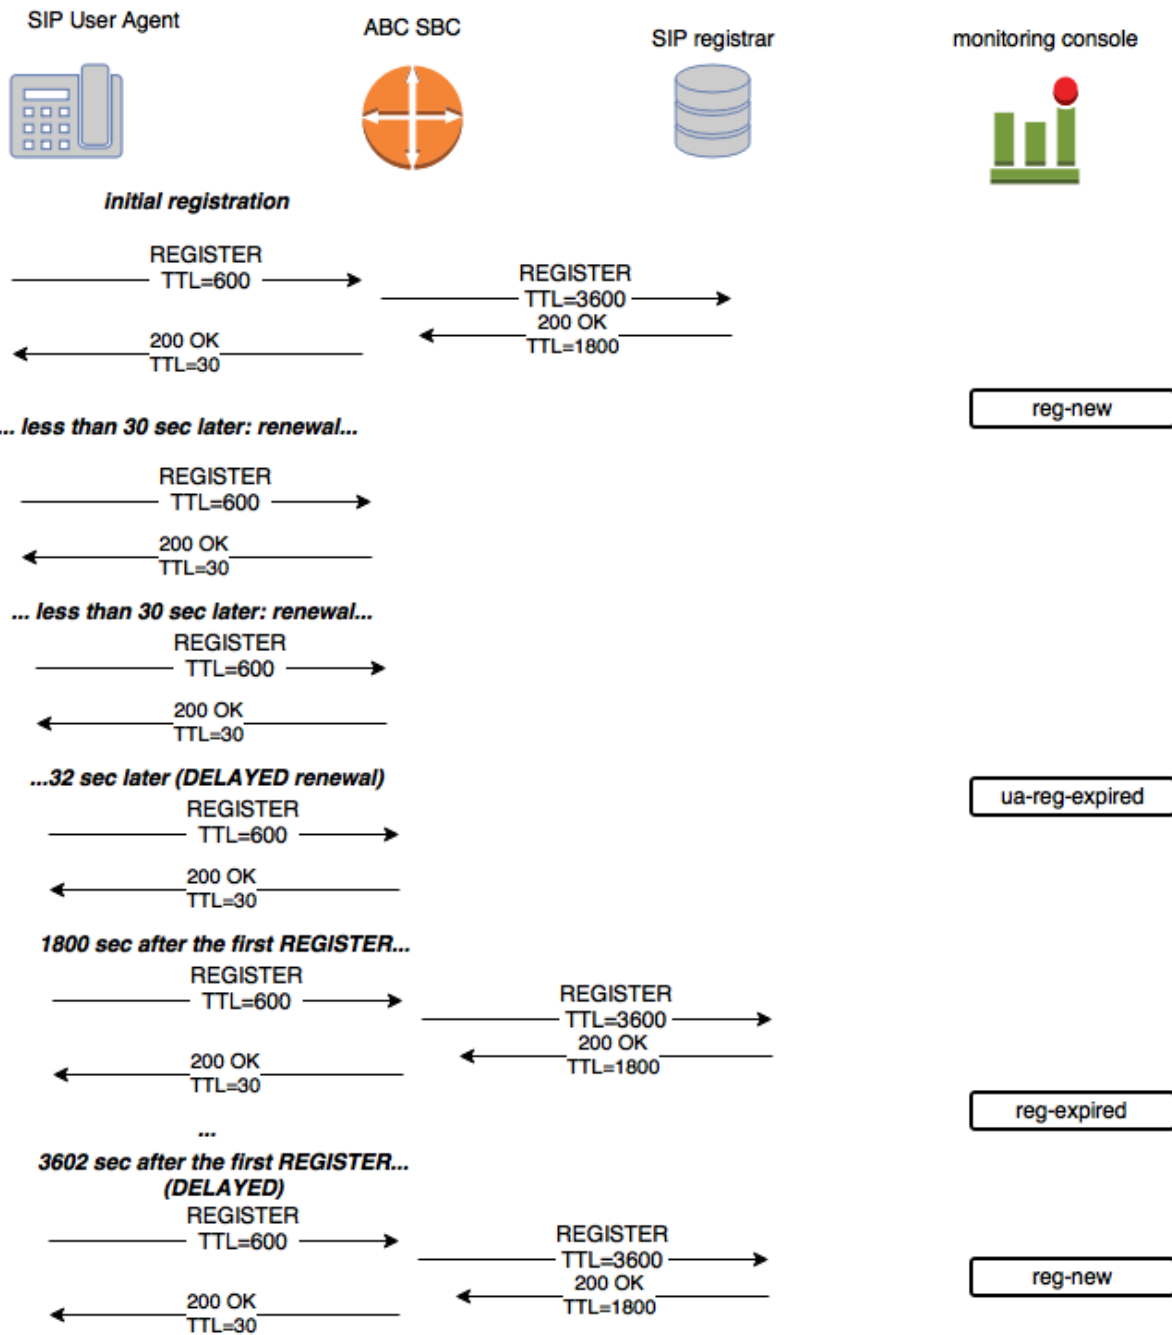 SIP User Agent
ABC SBC
SIP registrar
monitoring console
initial registration
REGISTER
TTL=600
REGISTER
TTL=3600
200 OK
TTL=1800
200 OK
TTL=30
reg-new
... less than 30 sec later: renewal...
REGISTER
TTL=600
200 OK
TTL=30
... less than 30 sec later: renewal...
REGISTER
TTL=600
200 OK
TTL=30
...32 sec later (DELAYED renewal)
ua-reg-expired
REGISTER
TTL=600
200 OK
TTL=30
1800 sec after the first REGISTER...
REGISTER
TTL=600
REGISTER
TTL=3600
200 OK
TTL=1800
200 OK
TTL=30
reg-expired
...
3602 sec after the first REGISTER...
(DELAYED)
REGISTER
TTL=600
REGISTER
TTL=3600
200 OK
TTL=1800
reg-new
200 OK
TTL=30